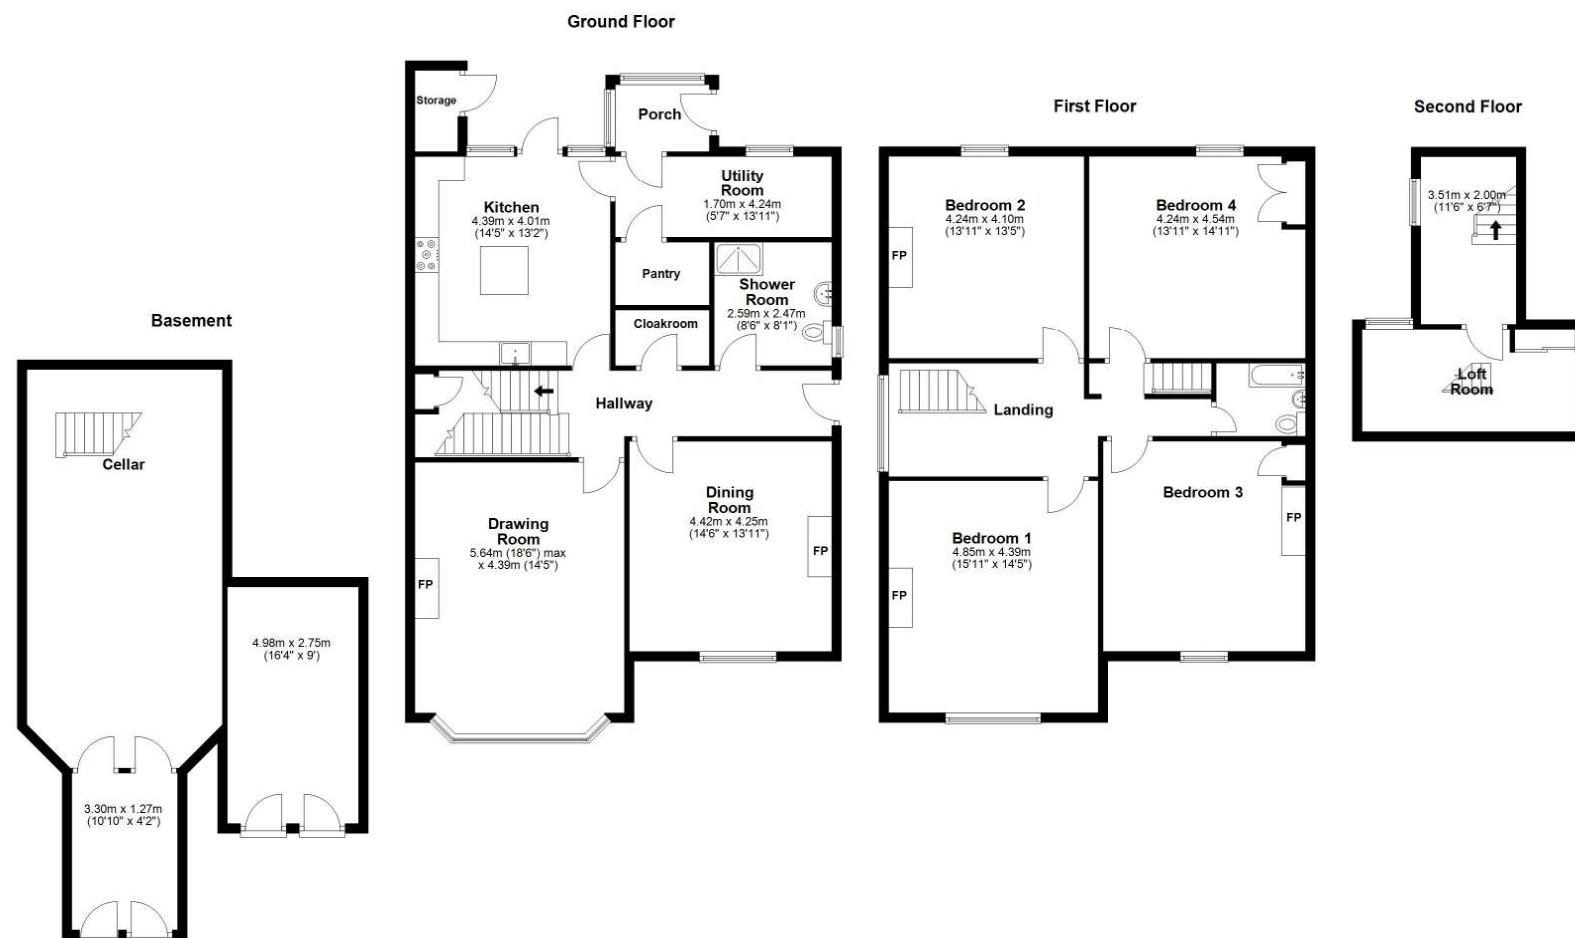 Ground Floor
Storage
Porch
Utility
Room
1.70m x 4.24m
(5'7" x 13'11")
Kitchen
4.39m x 4.01m
(14'5" x 13'2")
Pantry
Shower
Room
2.59m x 2.47m
(8'6" x 8'1")
Cloakroom
Hallway
Drawing
Room
5.64m (18'6") max
x 4.39m (14'5")
FP
Dining
Room
4.42m x 4.25m
(14'6" x 13'11")
FP
First Floor
Bedroom 2
4.24m x 4.10m
(13'11" x 13'5")
FP
Bedroom 4
4.24m x 4.54m
(13'11" x 14'11")
Landing
Bedroom 1
4.85m x 4.39m
(15'11" x 14'5")
FP
Bedroom 3
FP
Second Floor
3.51m x 2.00m
(11'6" x 6'7")
Loft
Room
Basement
Cellar
4.98m x 2.75m
(16'4" x 9')
3.30m x 1.27m
(10'10" x 4'2")